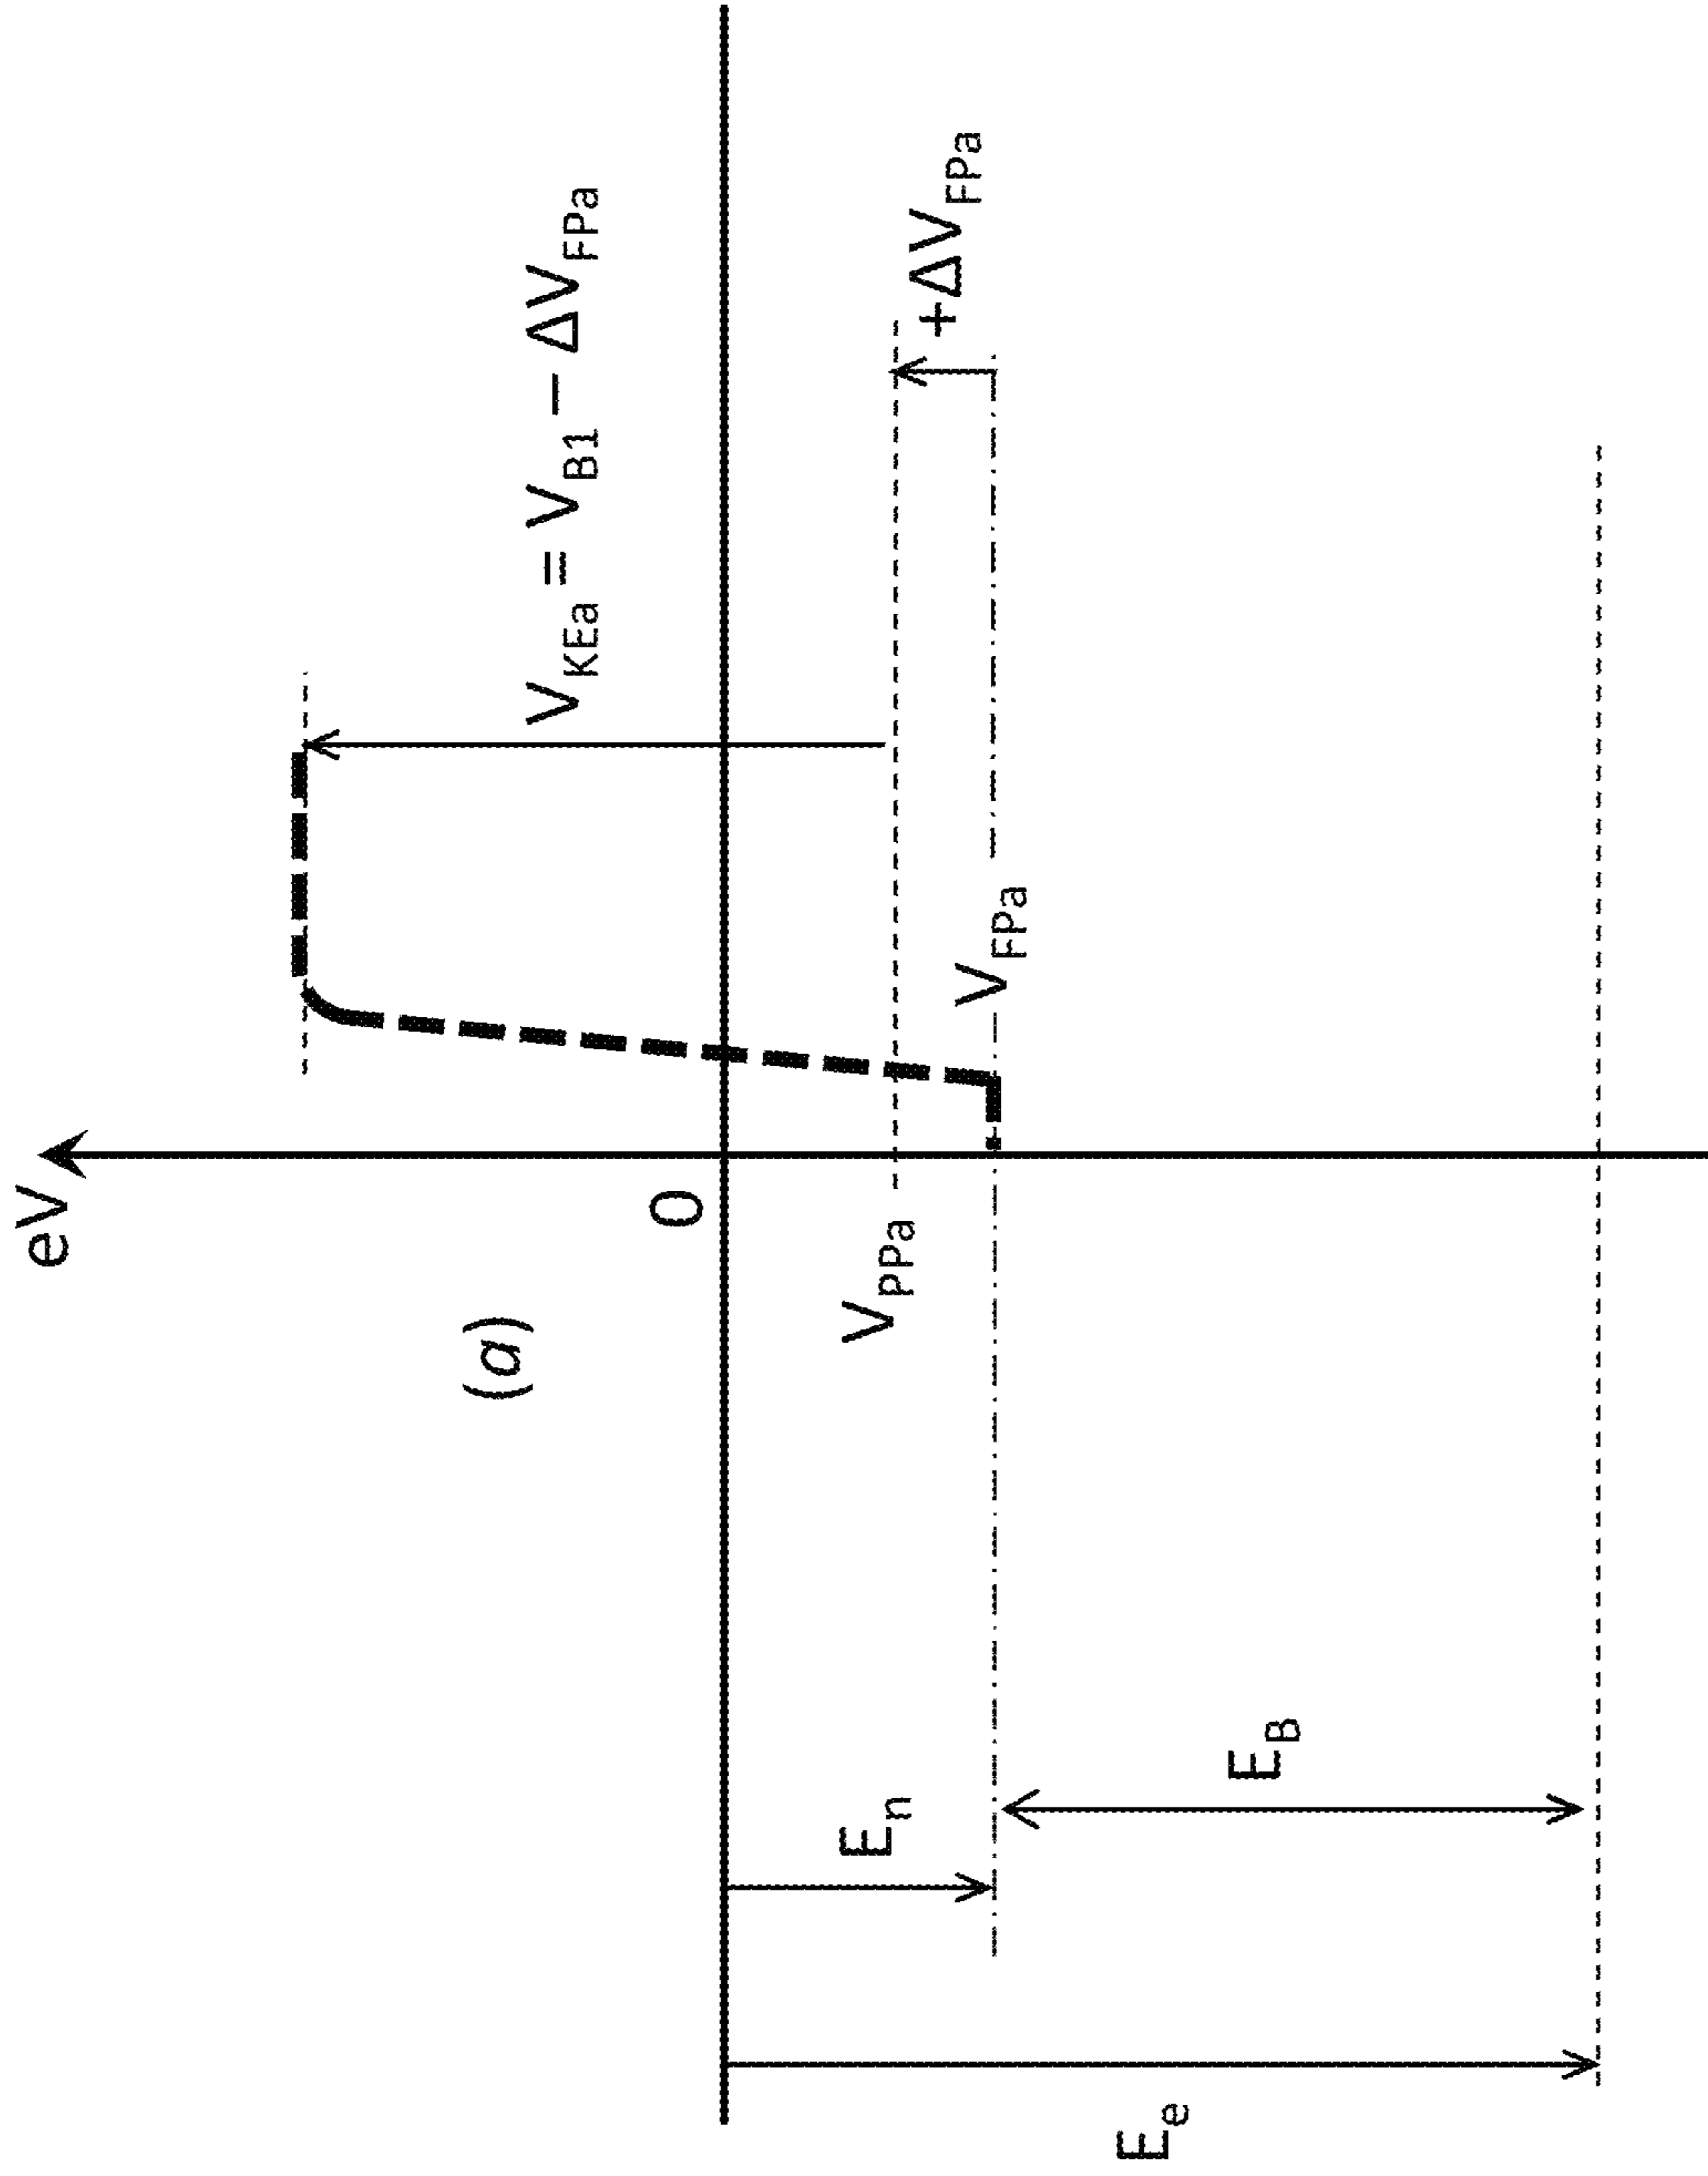 eV
(a)
0
V_KEa = V_B1 − ΔV_FPa
V_PPa
+ΔV_FPa
V_FPa
E_n
E_B
E_e